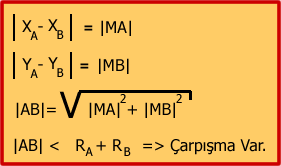 |X_A - X_B| = |MA|
|Y_A - Y_B| = |MB|
|AB|= √|MA|² + |MB|²
|AB| < R_A + R_B => Çarpışma Var.